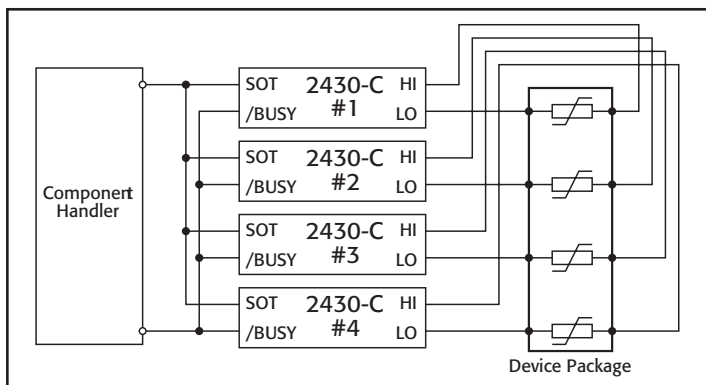 Component
Handler
SOT 2430-C HI
/BUSY #1 LO
SOT 2430-C HI
/BUSY #2 LO
SOT 2430-C HI
/BUSY #3 LO
SOT 2430-C HI
/BUSY #4 LO
Device Package